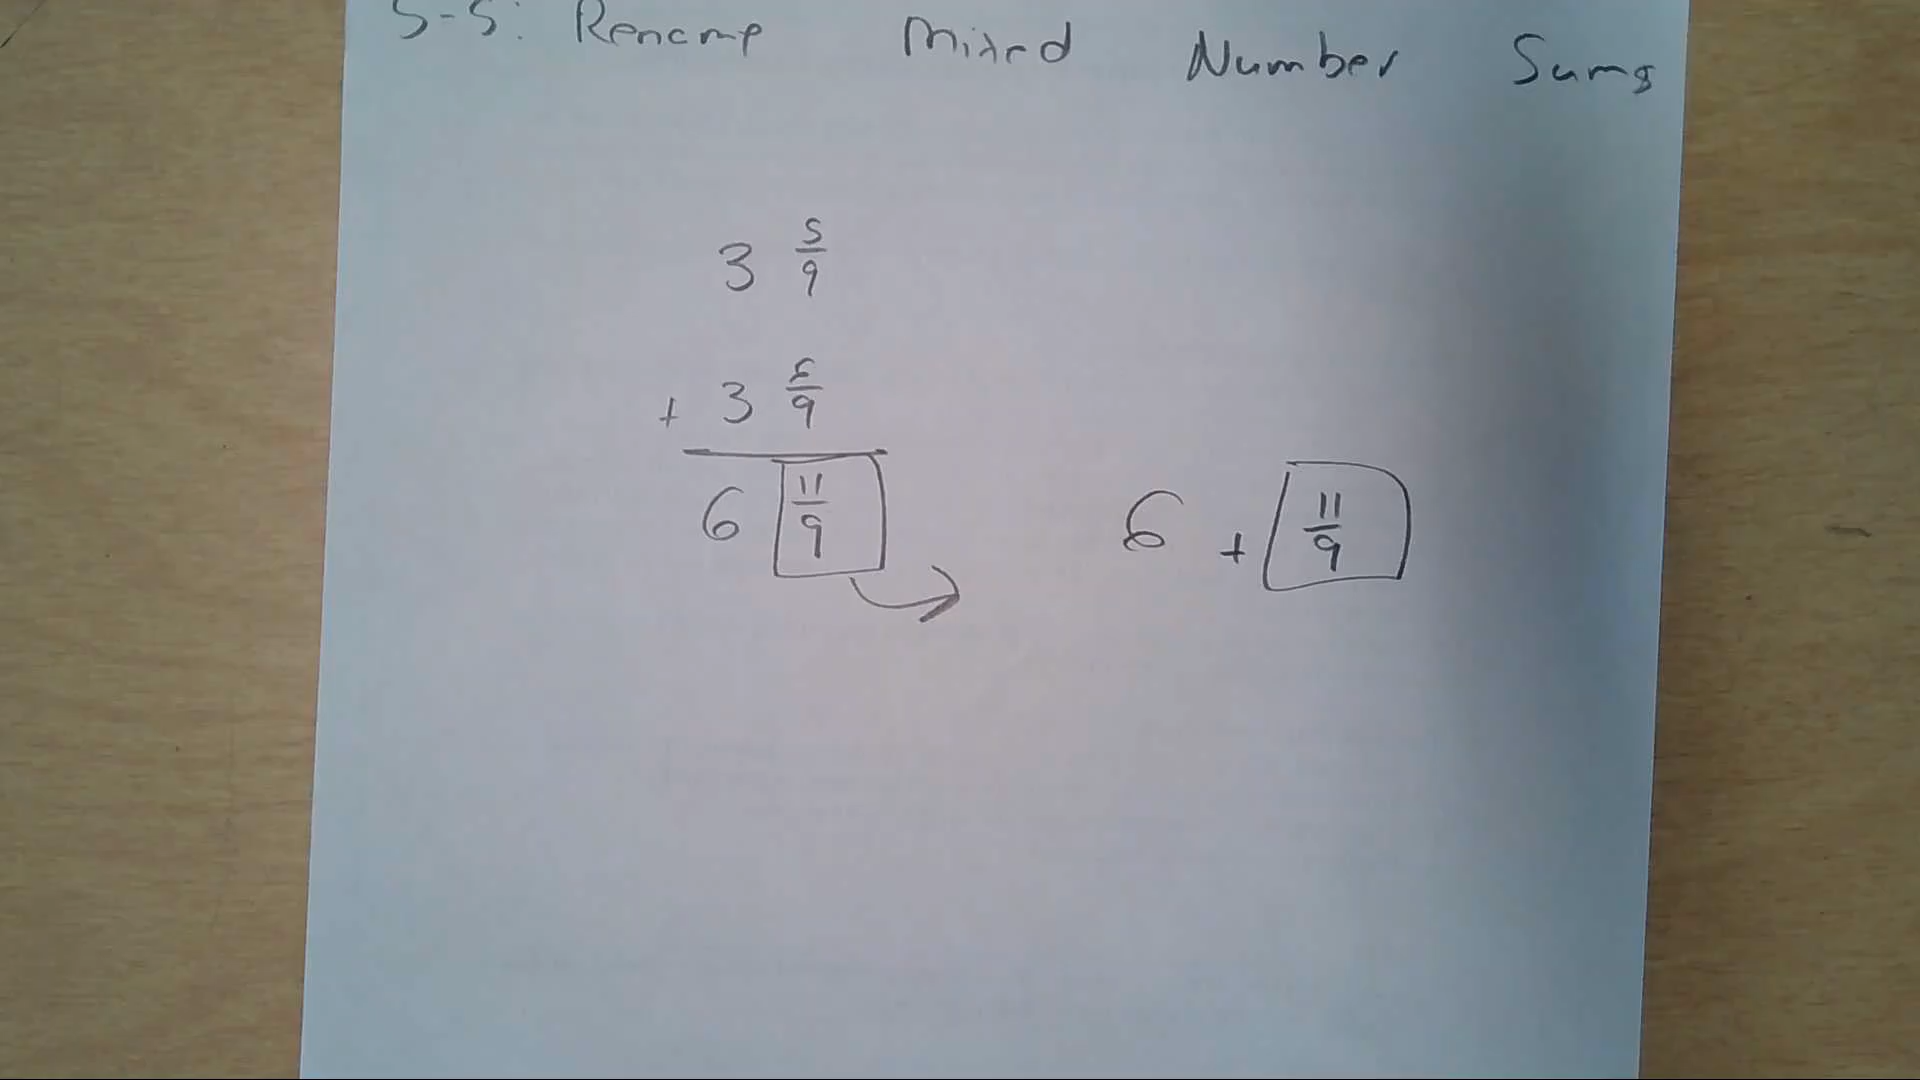 5-5: Rename Mixed Number Sums
3 5/9
+ 3 6/9
6 11/9
6 + 11/9